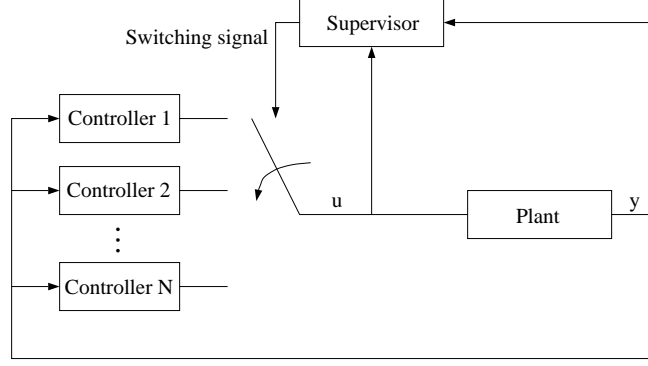 Supervisor
Switching signal
Controller 1
Controller 2
u
y
Plant
Controller N